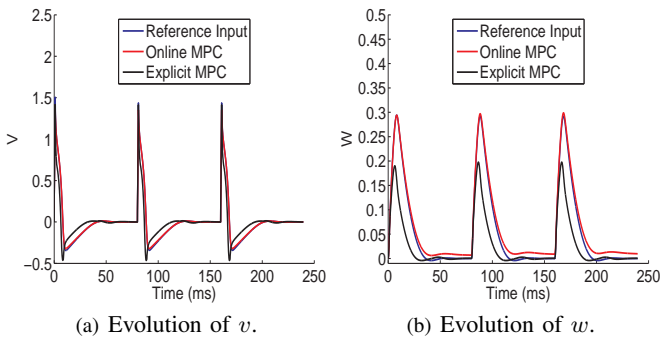 2.5
2
1.5
1
0.5
0
−0.5
V
0 50 100 150 200 250
Time (ms)
Reference Input
Online MPC
Explicit MPC
(a) Evolution of v.
0.5
0.45
0.4
0.35
0.3
0.25
0.2
0.15
0.1
0.05
0
W
0 50 100 150 200 250
Time (ms)
Reference Input
Online MPC
Explicit MPC
(b) Evolution of w.